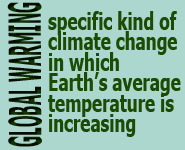 GLOBAL WARMING
specific kind of
climate change
in which
Earth's average
temperature is
increasing